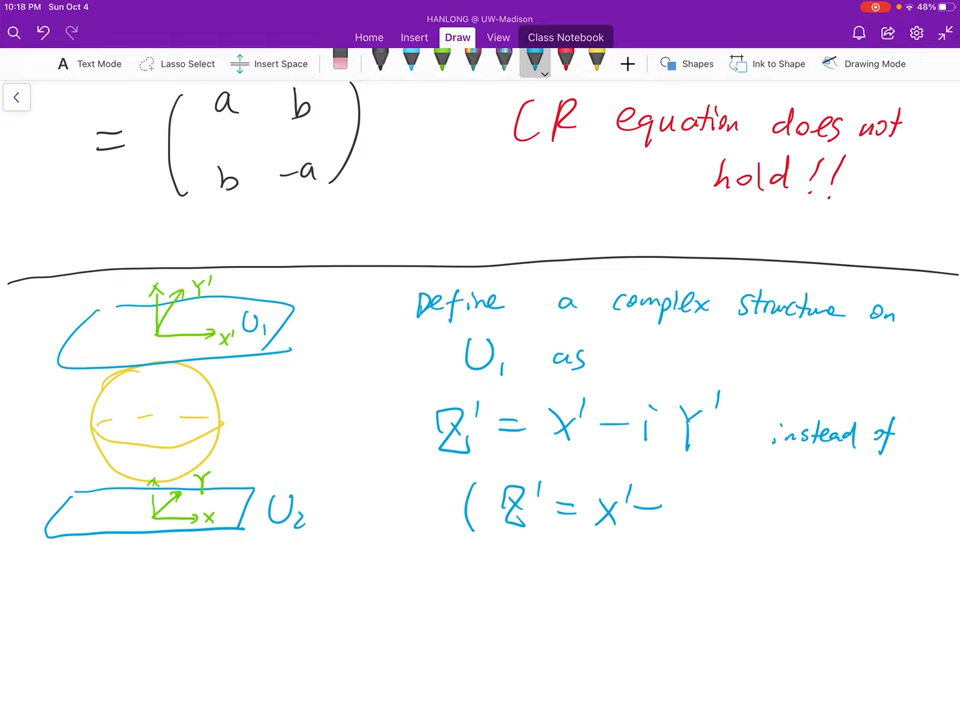 10:18 PM Sun Oct 4
48%
HANLONG @ UW-Madison
Home Insert Draw View Class Notebook
Text Mode Lasso Select Insert Space Shapes Ink to Shape Drawing Mode
= ( a b
b -a )
CR equation does not
hold!!
Y'
X'
U₁
Y
X
U₂
Define a complex structure on
U₁ as
Z' = X' - i Y' instead of
( Z' = X' -